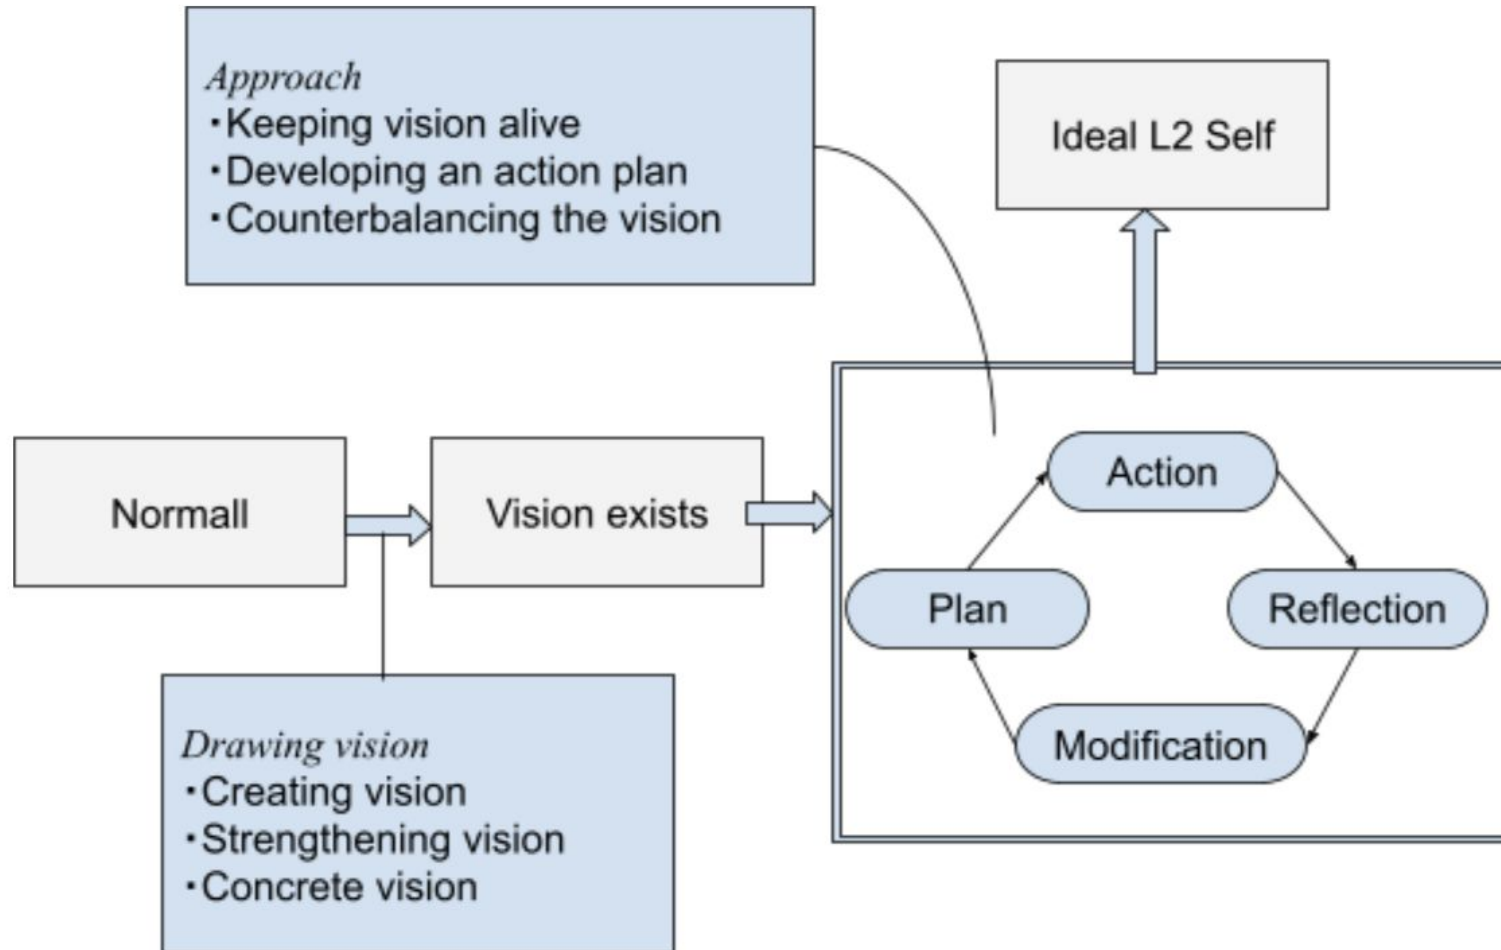 Approach
・Keeping vision alive
・Developing an action plan
・Counterbalancing the vision
Ideal L2 Self
Normall
Vision exists
Action
Plan
Reflection
Modification
Drawing vision
・Creating vision
・Strengthening vision
・Concrete vision